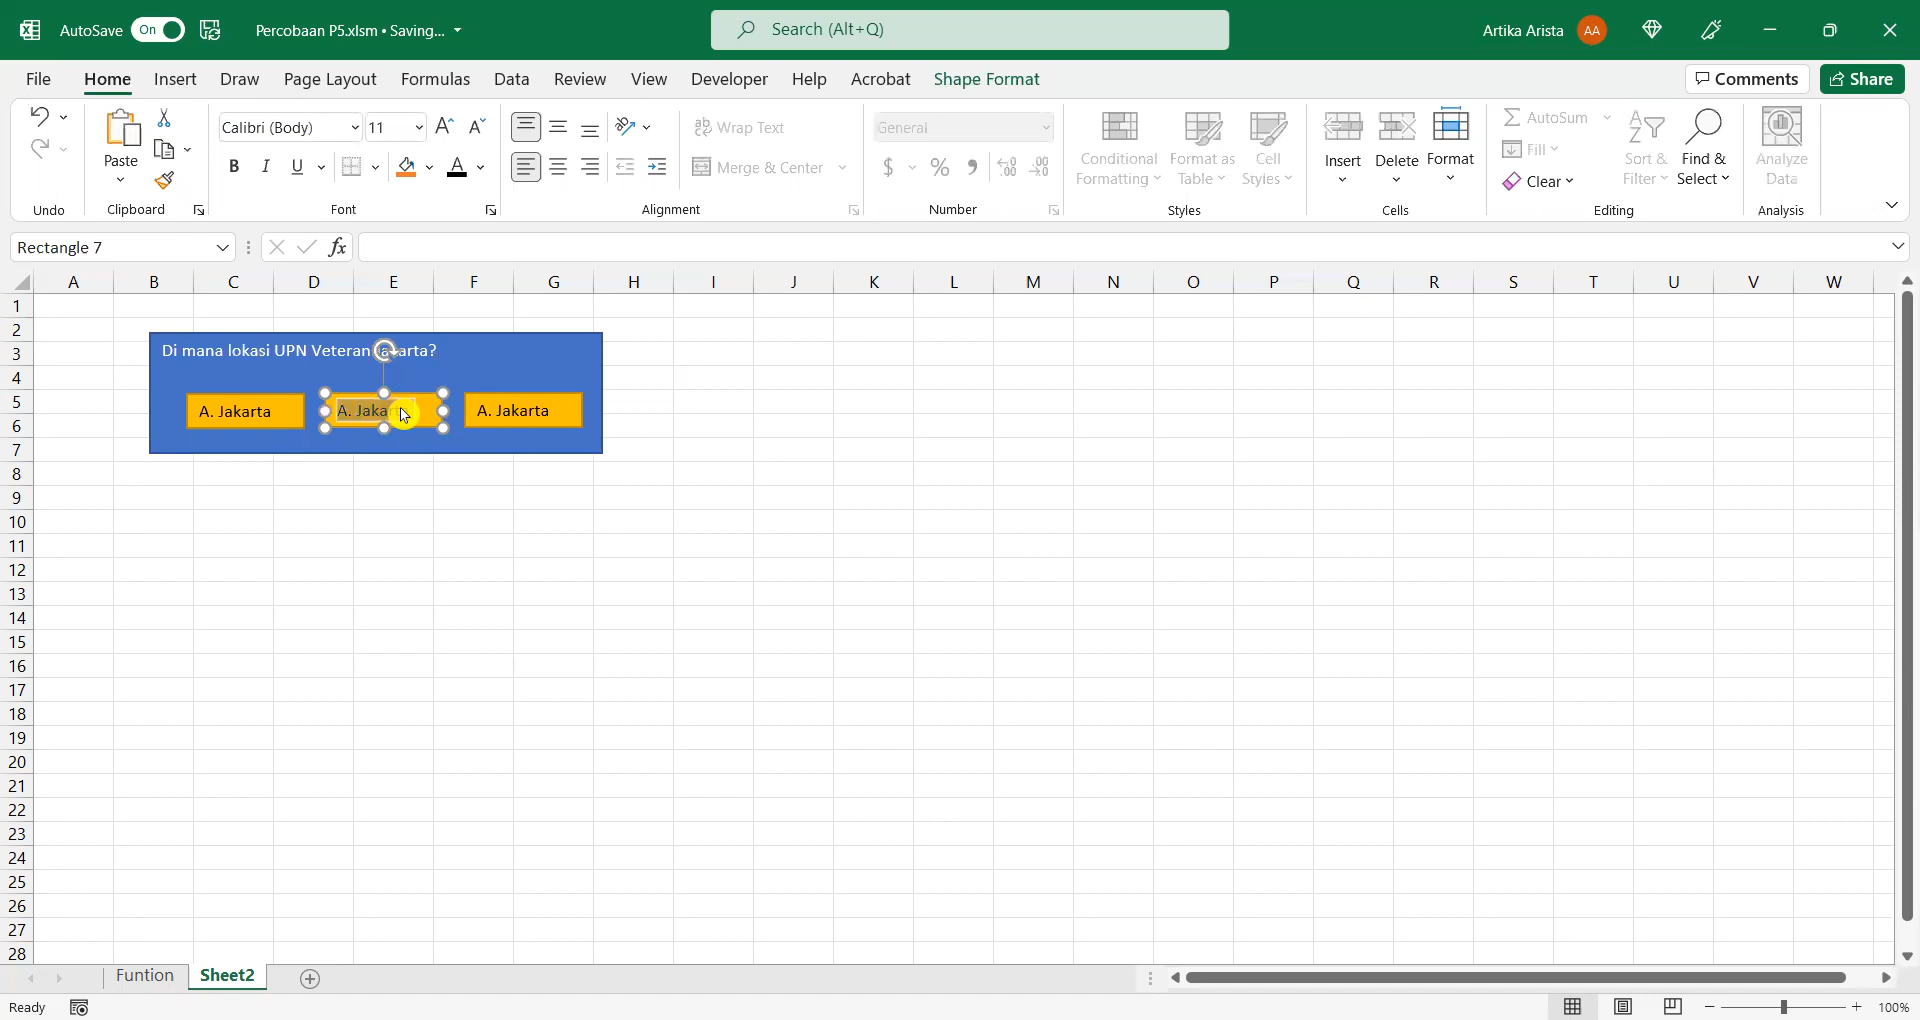 AutoSave On Percobaan P5.xlsm • Saving... Search (Alt+Q) Artika Arista AA
File Home Insert Draw Page Layout Formulas Data Review View Developer Help Acrobat Shape Format Comments Share
Calibri (Body) 11 Wrap Text General AutoSum
Paste Conditional Format as Cell Insert Delete Format Fill Sort & Find & Analyze
B I U A Merge & Center $ % Formatting Table Styles Clear Filter Select Data
Undo Clipboard Font Alignment Number Styles Cells Editing Analysis
Rectangle 7 fx
A B C D E F G H I J K L M N O P Q R S T U V W
1
2
3
4
5
6
7
8
9
10
11
12
13
14
15
16
17
18
19
20
21
22
23
24
25
26
27
28
Di mana lokasi UPN Veteran Jakarta?
A. Jakarta A. Jakarta A. Jakarta
Funtion Sheet2
Ready 100%